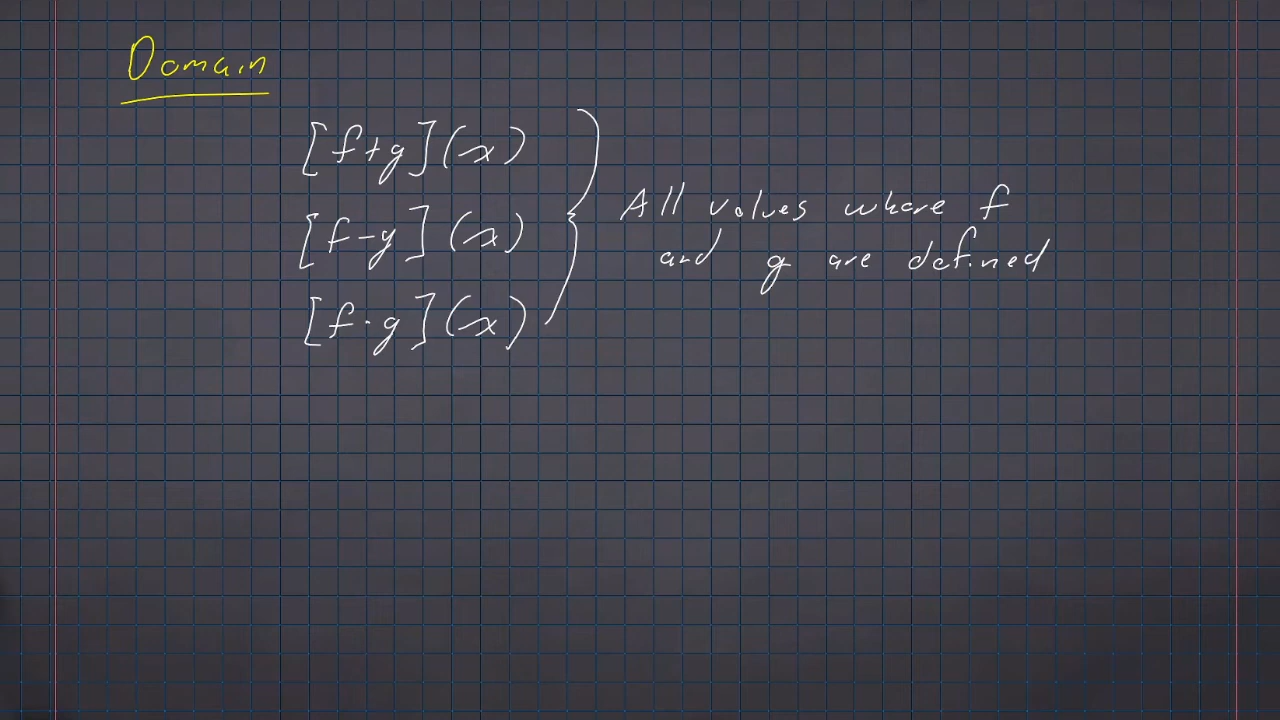 Domain
[f+g](x)
[f-g](x)
[f·g](x)
All values where f
and g are defined